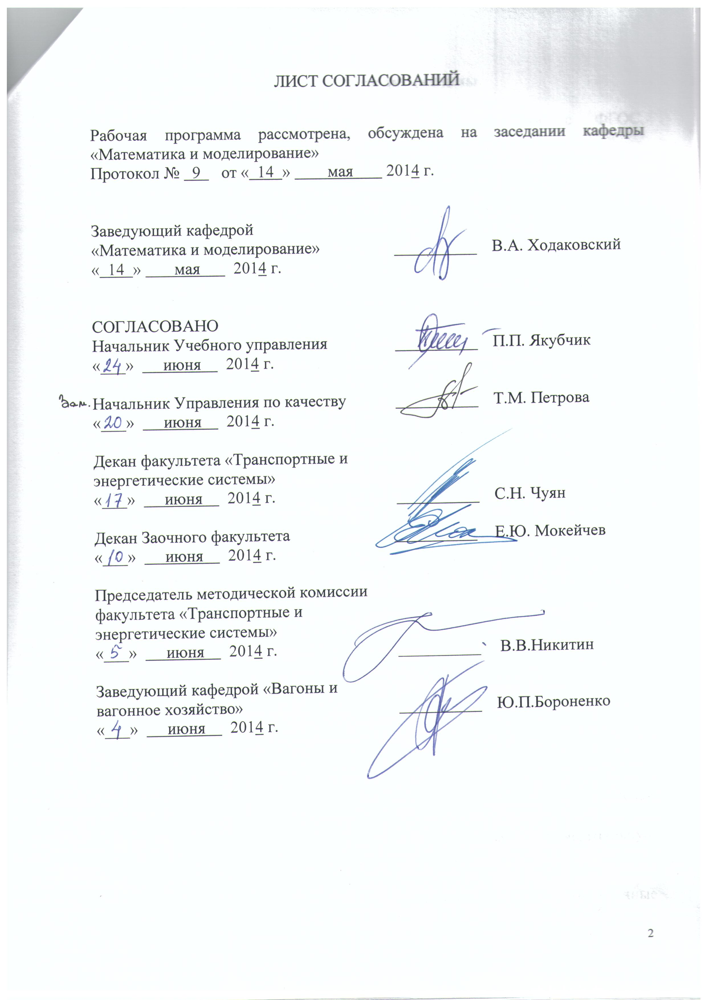 ЛИСТ СОГЛАСОВАНИЙ
Рабочая программа рассмотрена, обсуждена на заседании кафедры
«Математика и моделирование»
Протокол № 9 от «14» мая 2014 г.
Заведующий кафедрой
«Математика и моделирование» В.А. Ходаковский
«14» мая 2014 г.
СОГЛАСОВАНО
Начальник Учебного управления П.П. Якубчик
«24» июня 2014 г.
Зам. Начальник Управления по качеству Т.М. Петрова
«20» июня 2014 г.
Декан факультета «Транспортные и
энергетические системы»
«17» июня 2014 г. С.Н. Чуян
Декан Заочного факультета Е.Ю. Мокейчев
«10» июня 2014 г.
Председатель методической комиссии
факультета «Транспортные и
энергетические системы»
«5» июня 2014 г. В.В.Никитин
Заведующий кафедрой «Вагоны и
вагонное хозяйство» Ю.П.Бороненко
«4» июня 2014 г.
2